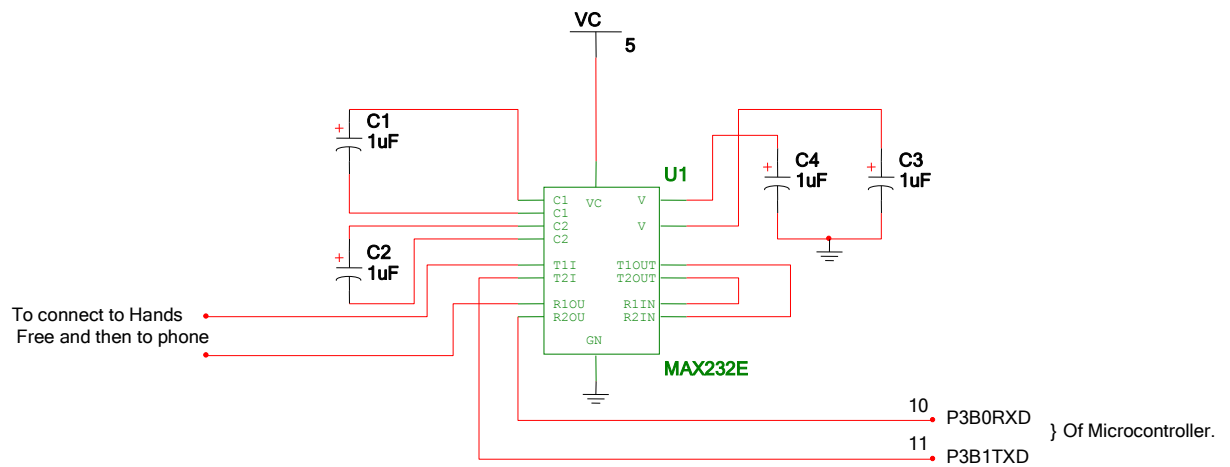 VC
5
+
C1
1uF
+
C2
1uF
U1
C1
C1
C2
C2
T1I
T2I
R1OU
R2OU
VC
GN
V
V
T1OUT
T2OUT
R1IN
R2IN
MAX232E
+
C4
1uF
+
C3
1uF
To connect to Hands
Free and then to phone
10
P3B0RXD
11
P3B1TXD
} Of Microcontroller.